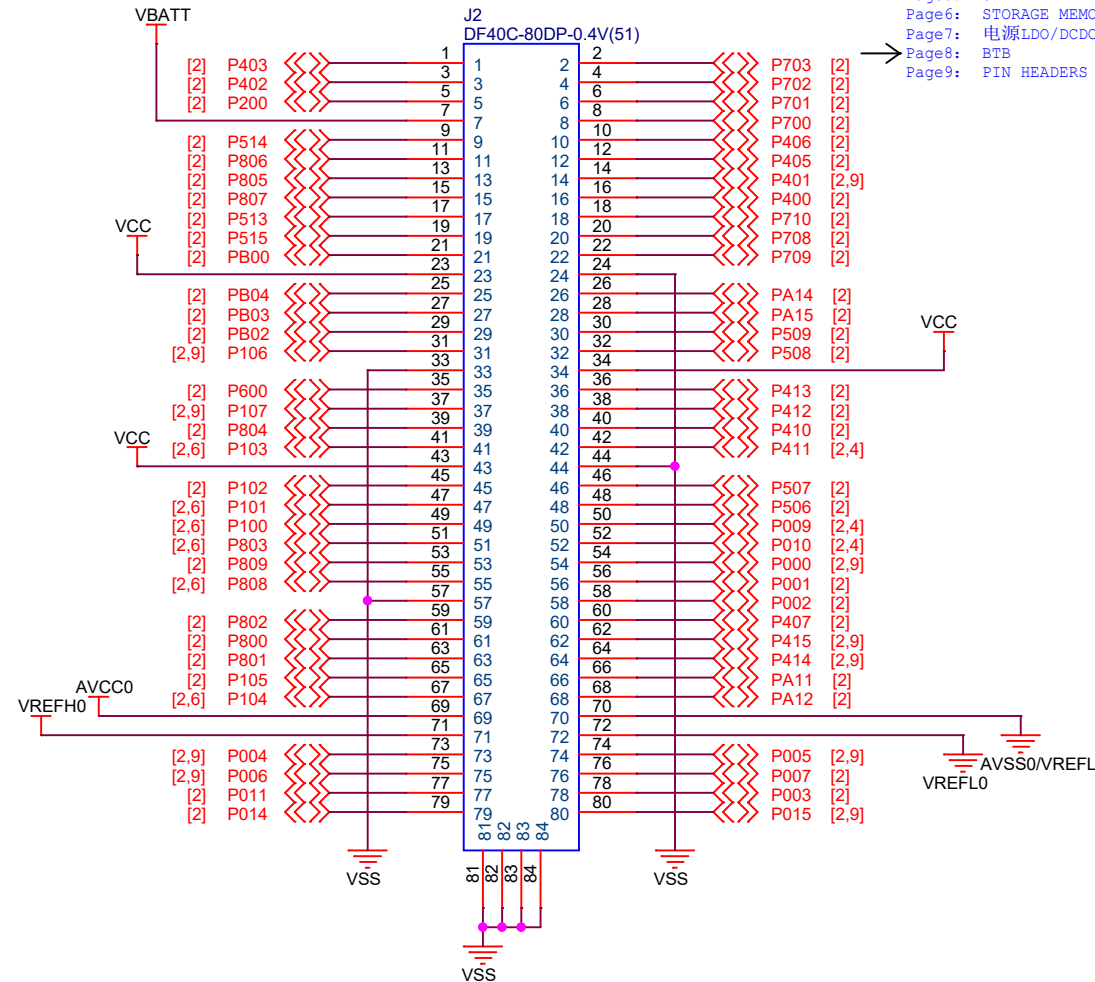 Page6: STORAGE MEMO
Page7: 电源LDO/DCDC
Page8: BTB
Page9: PIN HEADERS
J2
DF40C-80DP-0.4V(51)
VBATT
[2] P403 1 1 2 2 P703 [2]
[2] P402 3 3 4 4 P702 [2]
[2] P200 5 5 6 6 P701 [2]
7 7 8 8 P700 [2]
[2] P514 9 9 10 10 P406 [2]
[2] P806 11 11 12 12 P405 [2]
[2] P805 13 13 14 14 P401 [2,9]
[2] P807 15 15 16 16 P400 [2]
[2] P513 17 17 18 18 P710 [2]
VCC
[2] P515 19 19 20 20 P708 [2]
[2] PB00 21 21 22 22 P709 [2]
23 23 24 24
[2] PB04 25 25 26 26 PA14 [2]
[2] PB03 27 27 28 28 PA15 [2]
[2] PB02 29 29 30 30 P509 [2]
VCC
[2,9] P106 31 31 32 32 P508 [2]
33 33 34 34
[2] P600 35 35 36 36 P413 [2]
[2,9] P107 37 37 38 38 P412 [2]
[2] P804 39 39 40 40 P410 [2]
VCC
[2,6] P103 41 41 42 42 P411 [2,4]
43 43 44 44
[2] P102 45 45 46 46 P507 [2]
[2,6] P101 47 47 48 48 P506 [2]
[2,6] P100 49 49 50 50 P009 [2,4]
[2,6] P803 51 51 52 52 P010 [2,4]
[2] P809 53 53 54 54 P000 [2,9]
[2,6] P808 55 55 56 56 P001 [2]
57 57 58 58 P002 [2]
[2] P802 59 59 60 60 P407 [2]
[2] P800 61 61 62 62 P415 [2,9]
[2] P801 63 63 64 64 P414 [2,9]
[2] P105 65 65 66 66 PA11 [2]
[2,6] P104 67 67 68 68 PA12 [2]
AVCC0
69 69 70 70
VREFH0
71 71 72 72
[2,9] P004 73 73 74 74 P005 [2,9]
AVSS0/VREFL
[2,9] P006 75 75 76 76 P007 [2]
VREFL0
[2] P011 77 77 78 78 P003 [2]
[2] P014 79 79 80 80 P015 [2,9]
81 82 83 84
81 82 83 84
VSS
VSS
VSS